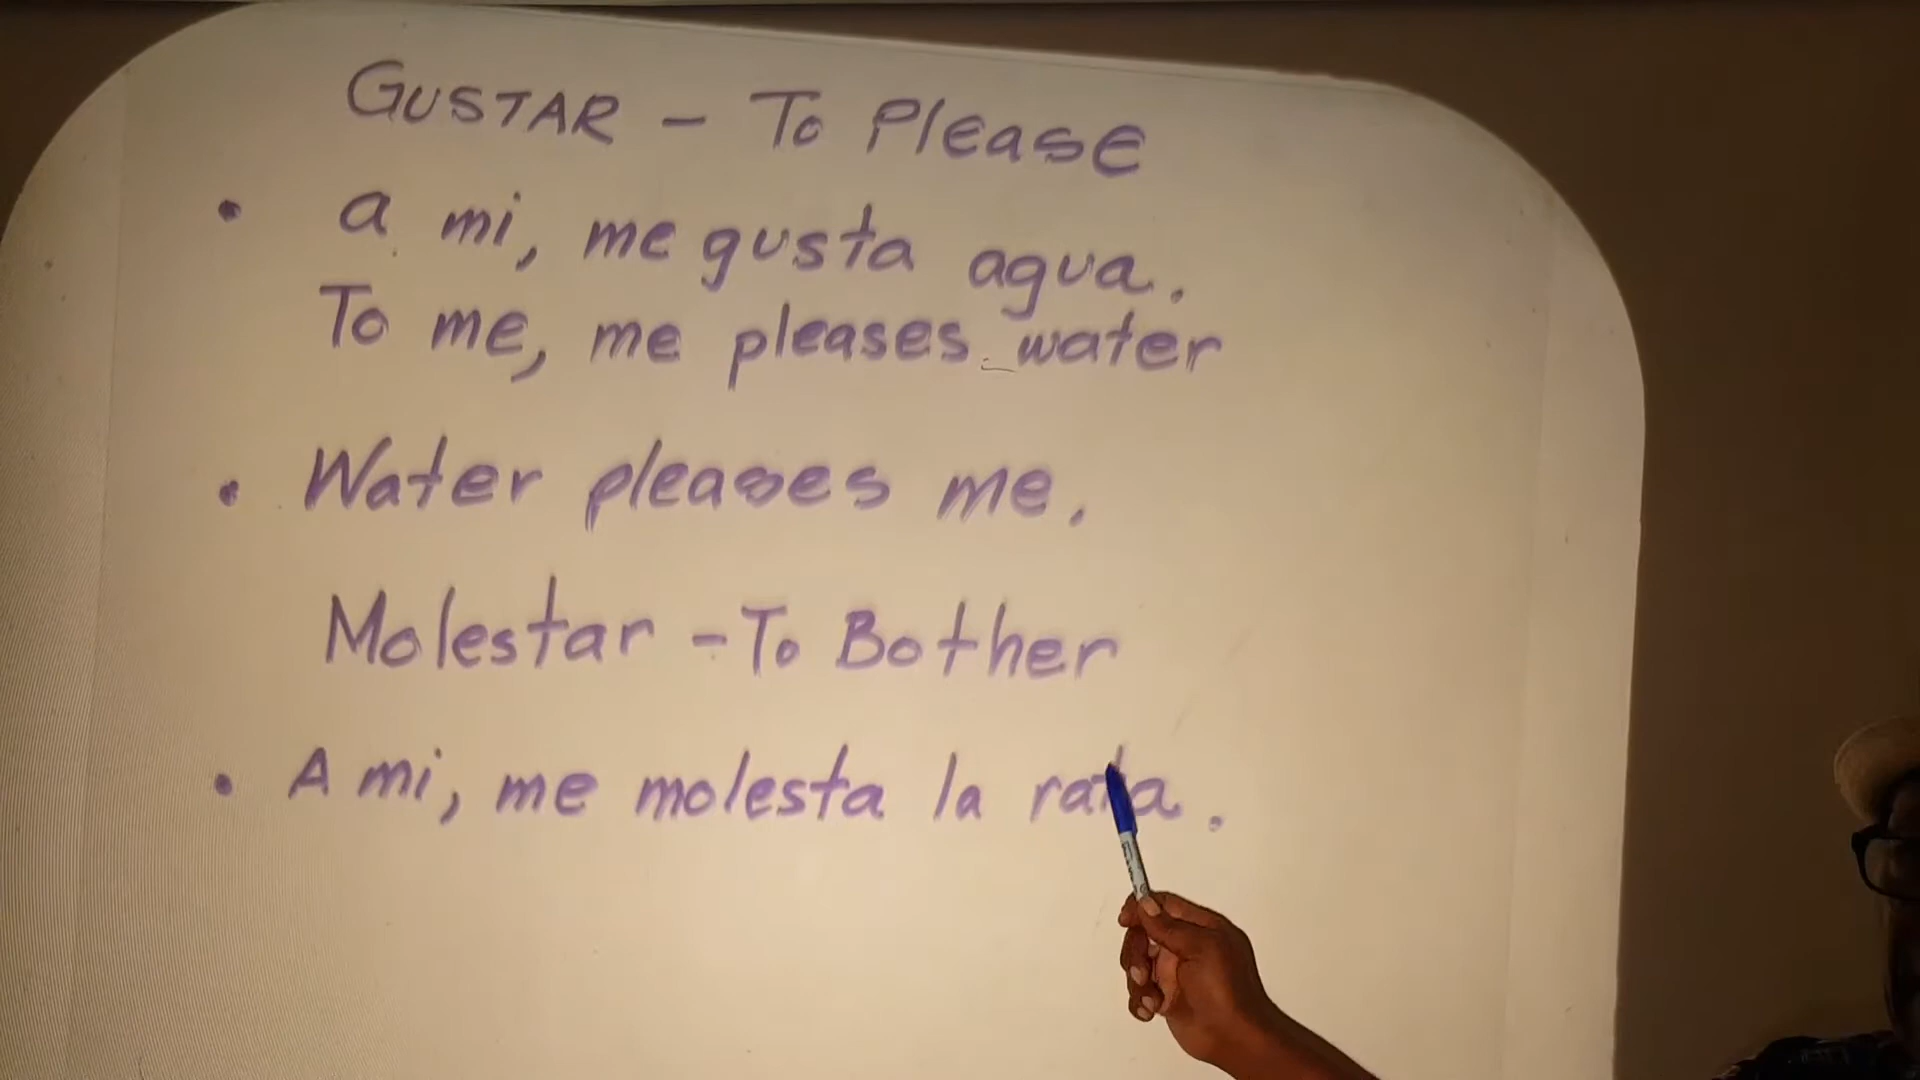 GUSTAR - To Please
• a mi, me gusta agua.
To me, me pleases water
• Water pleases me.
Molestar - To Bother
• A mi, me molesta la rata.